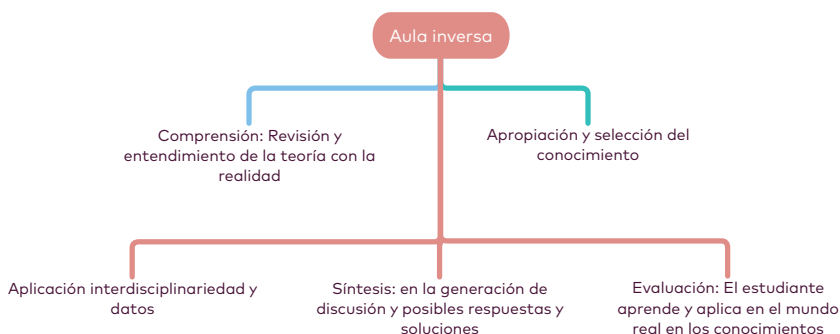 Aula inversa
Comprensión: Revisión y
entendimiento de la teoría con la
realidad
Apropiación y selección del
conocimiento
Aplicación interdisciplinariedad y
datos
Síntesis: en la generación de
discusión y posibles respuestas y
soluciones
Evaluación: El estudiante
aprende y aplica en el mundo
real en los conocimientos